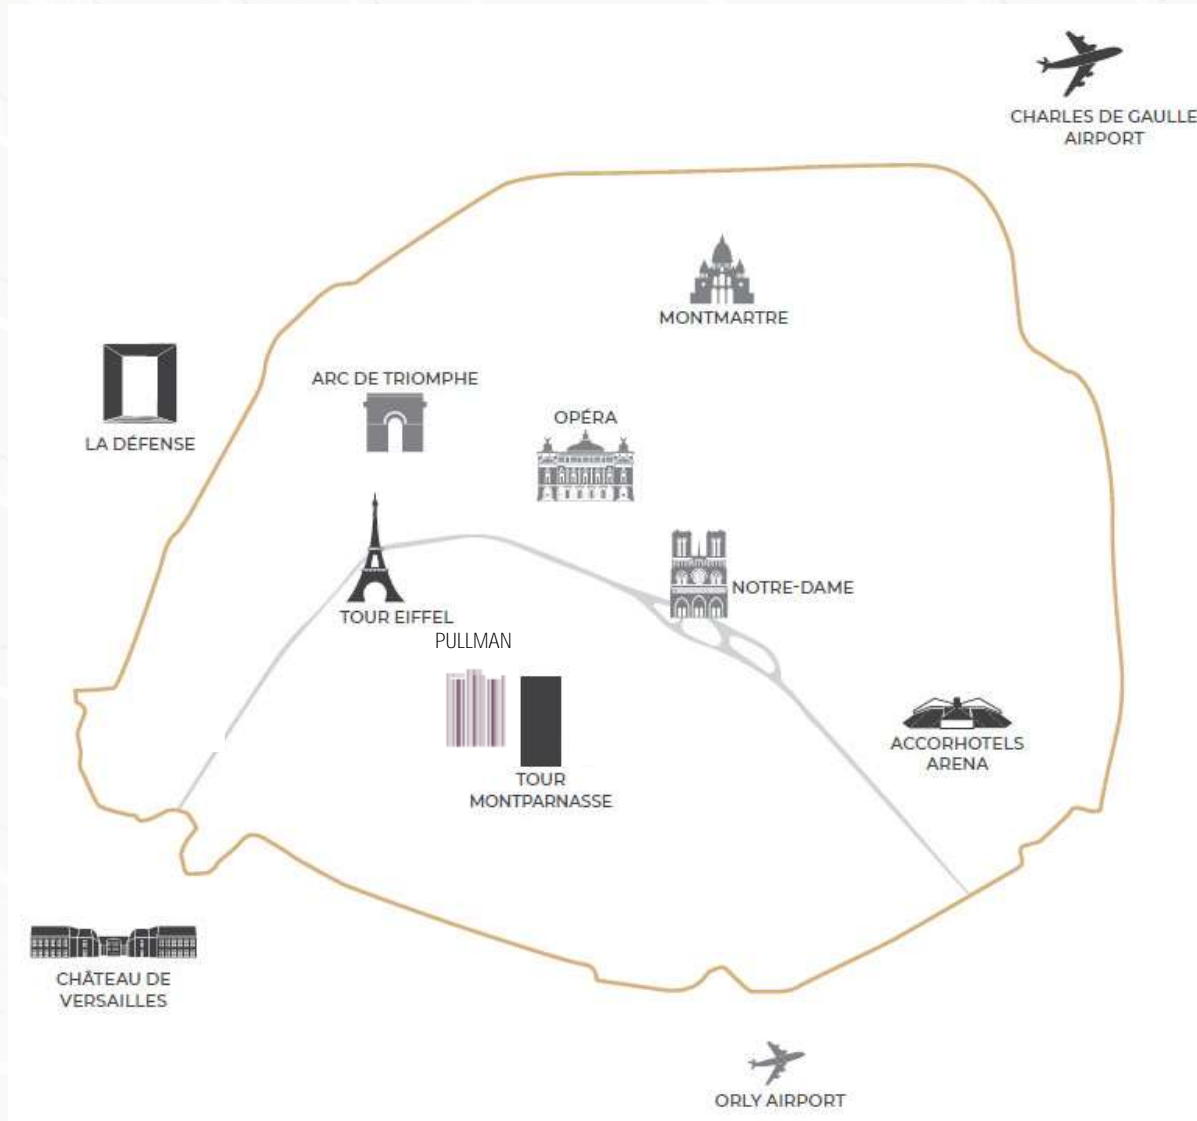 CHARLES DE GAULLE
AIRPORT
MONTMARTRE
ARC DE TRIOMPHE
OPÉRA
LA DÉFENSE
NOTRE-DAME
TOUR EIFFEL
PULLMAN
ACCORHOTELS
ARENA
TOUR
MONTPARNASSE
CHÂTEAU DE
VERSAILLES
ORLY AIRPORT